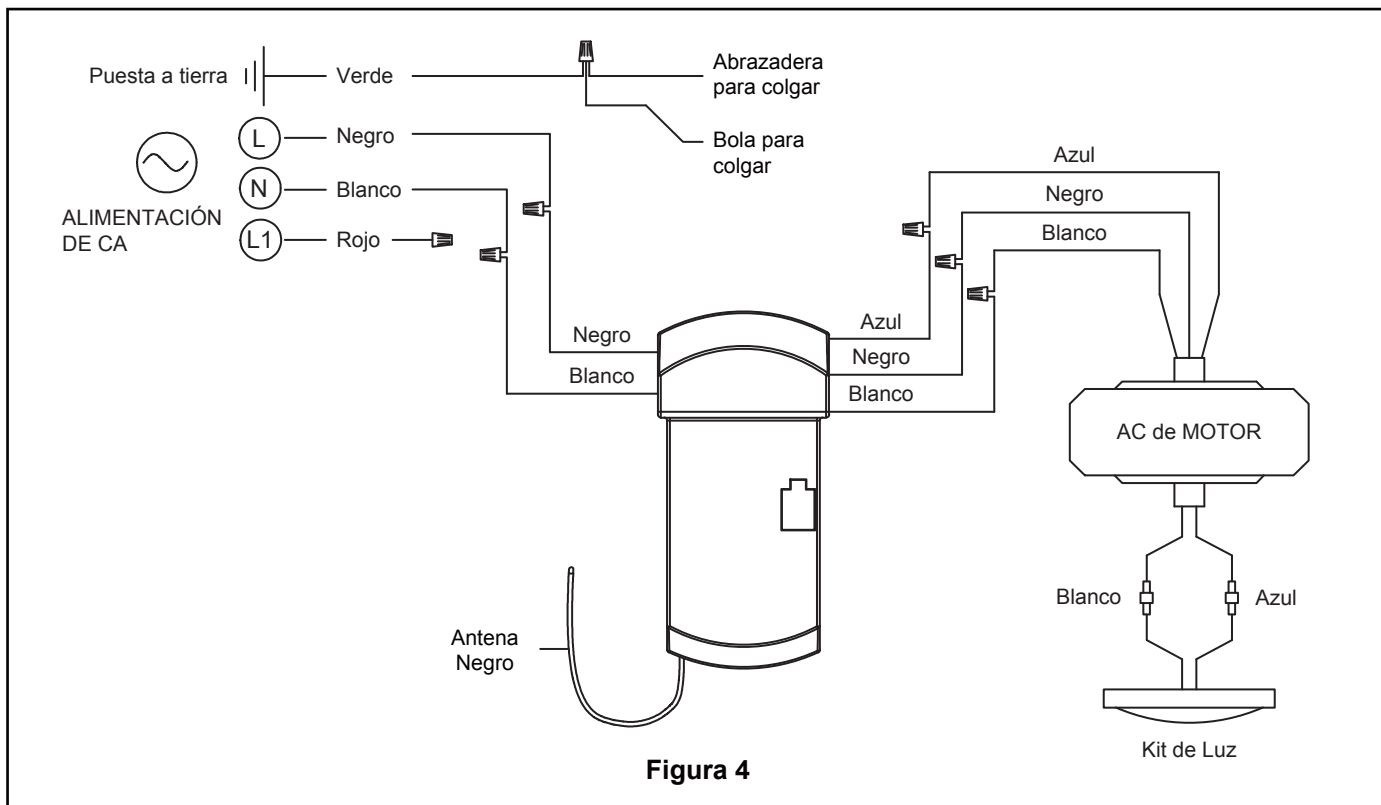 Puesta a tierra
Verde
Abrazadera
para colgar
L
Negro
Bola para
colgar
N
Blanco
ALIMENTACIÓN
DE CA
L1
Rojo
Azul
Negro
Blanco
Negro
Blanco
Azul
Negro
Blanco
AC de MOTOR
Blanco
Azul
Antena
Negro
Kit de Luz
Figura 4